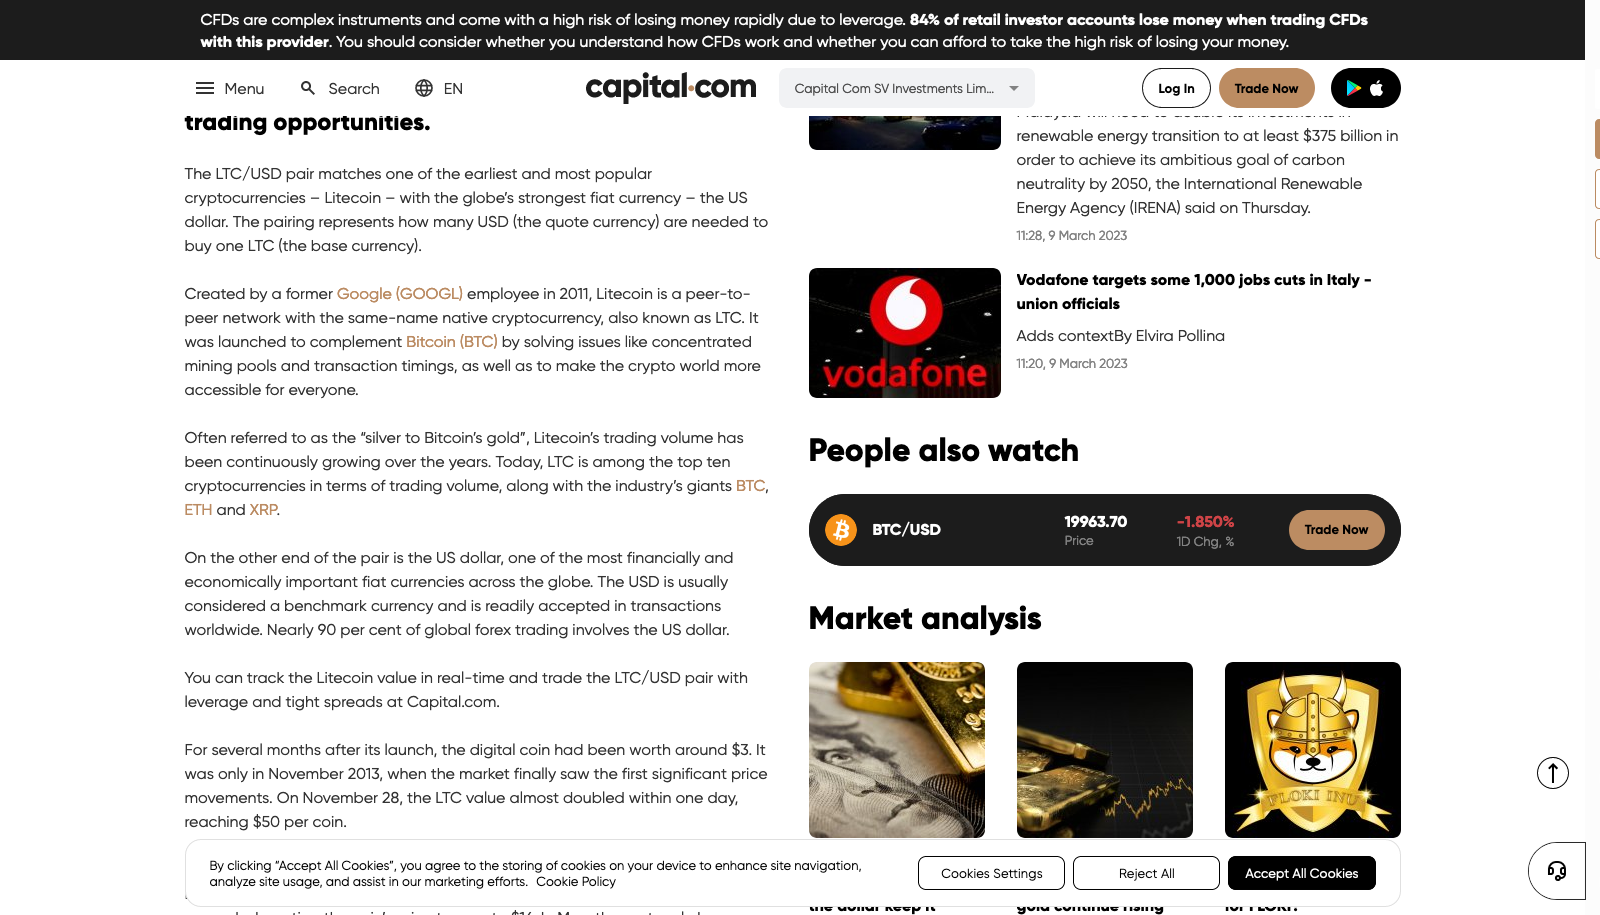 CFDs are complex instruments and come with a high risk of losing money rapidly due to leverage. 84% of retail investor accounts lose money when trading CFDs
with this provider. You should consider whether you understand how CFDs work and whether you can afford to take the high risk of losing your money.
Menu
Search
EN
capital.com
Capital Com SV Investments Lim...
Log In
Trade Now
trading opportunities.
The LTC/USD pair matches one of the earliest and most popular
cryptocurrencies – Litecoin – with the globe’s strongest fiat currency – the US
dollar. The pairing represents how many USD (the quote currency) are needed to
buy one LTC (the base currency).
Created by a former Google (GOOGL) employee in 2011, Litecoin is a peer-to-
peer network with the same-name native cryptocurrency, also known as LTC. It
was launched to complement Bitcoin (BTC) by solving issues like concentrated
mining pools and transaction timings, as well as to make the crypto world more
accessible for everyone.
Often referred to as the “silver to Bitcoin’s gold”, Litecoin’s trading volume has
been continuously growing over the years. Today, LTC is among the top ten
cryptocurrencies in terms of trading volume, along with the industry’s giants BTC,
ETH and XRP.
On the other end of the pair is the US dollar, one of the most financially and
economically important fiat currencies across the globe. The USD is usually
considered a benchmark currency and is readily accepted in transactions
worldwide. Nearly 90 per cent of global forex trading involves the US dollar.
You can track the Litecoin value in real-time and trade the LTC/USD pair with
leverage and tight spreads at Capital.com.
For several months after its launch, the digital coin had been worth around $3. It
was only in November 2013, when the market finally saw the first significant price
movements. On November 28, the LTC value almost doubled within one day,
reaching $50 per coin.
Malaysia will need to double its investments in
renewable energy transition to at least $375 billion in
order to achieve its ambitious goal of carbon
neutrality by 2050, the International Renewable
Energy Agency (IRENA) said on Thursday.
11:28, 9 March 2023
vodafone
Vodafone targets some 1,000 jobs cuts in Italy -
union officials
Adds contextBy Elvira Pollina
11:20, 9 March 2023
People also watch
BTC/USD
19963.70
Price
-1.850%
1D Chg, %
Trade Now
Market analysis
50
FLOKI INU
the dollar keep it
gold continue rising
for FLOKI?
By clicking “Accept All Cookies”, you agree to the storing of cookies on your device to enhance site navigation,
analyze site usage, and assist in our marketing efforts. Cookie Policy
Cookies Settings
Reject All
Accept All Cookies